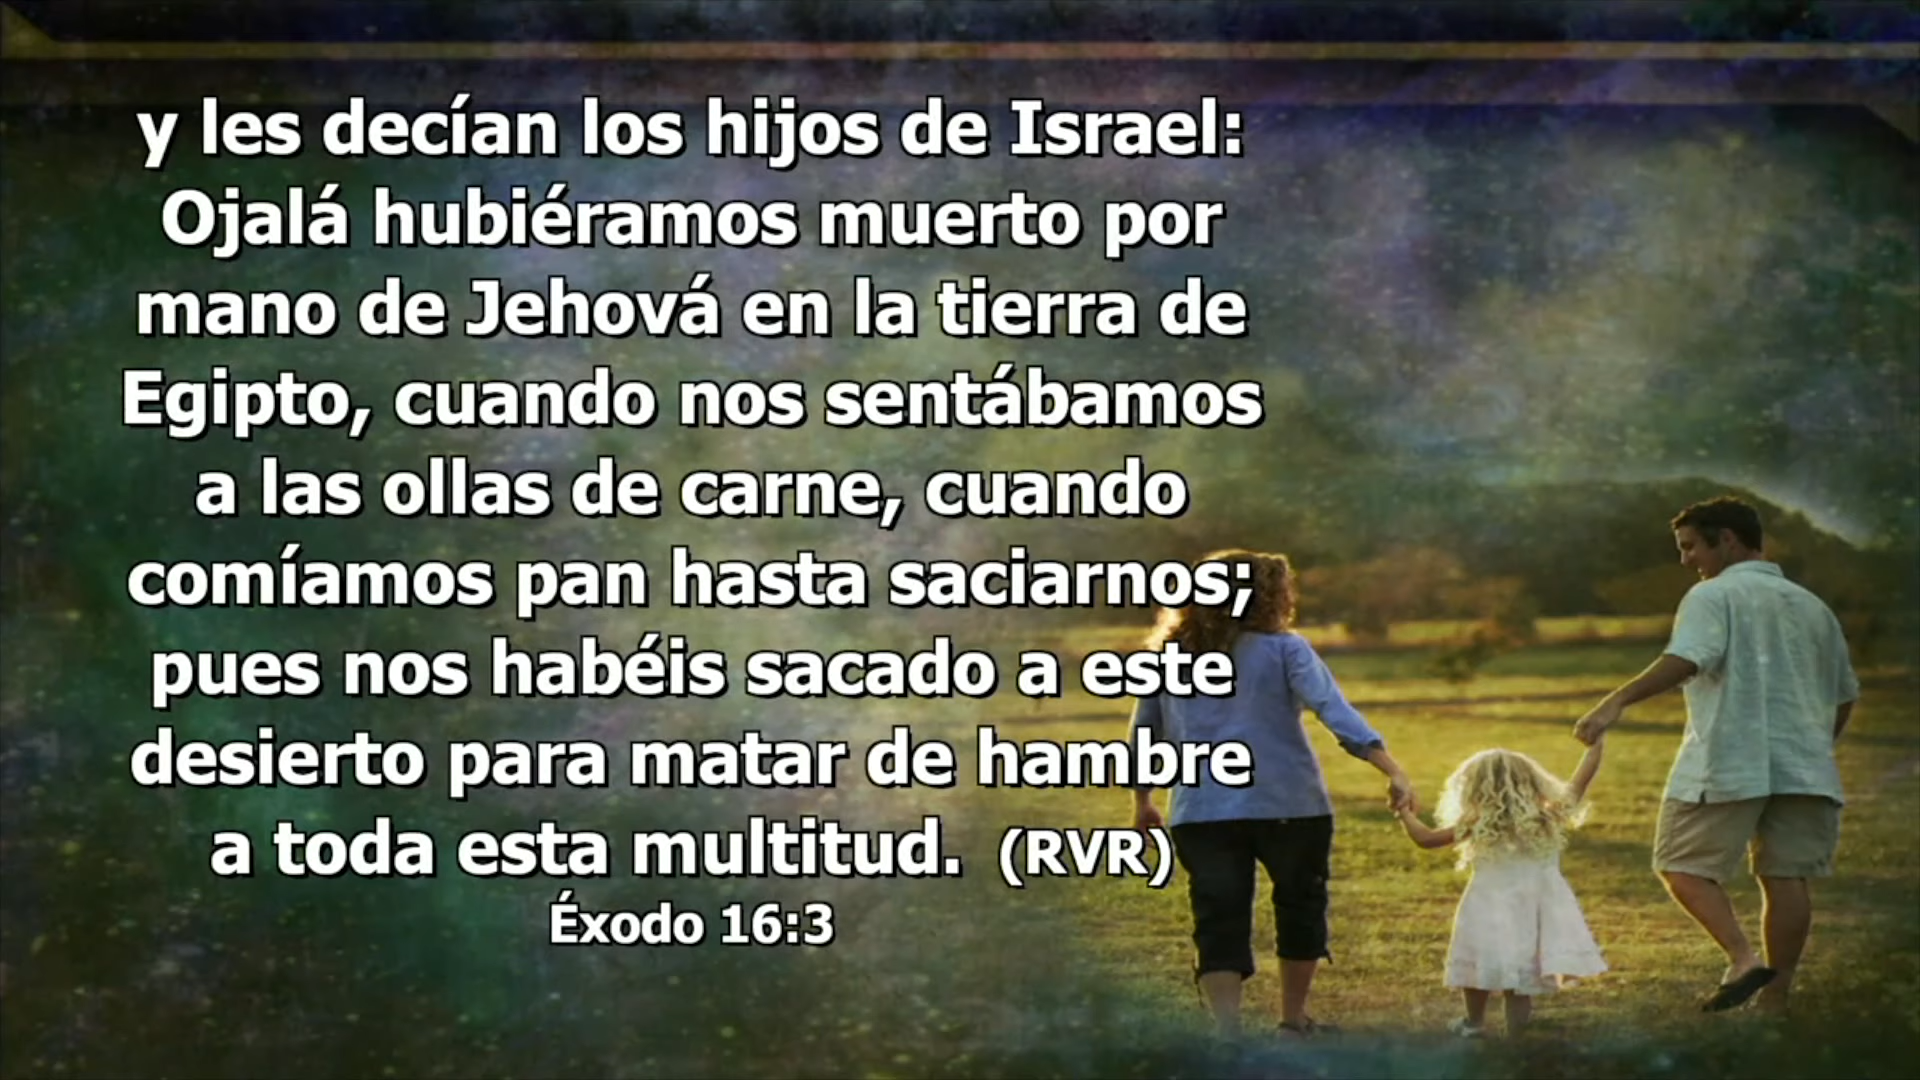 y les decían los hijos de Israel:
Ojalá hubiéramos muerto por
mano de Jehová en la tierra de
Egipto, cuando nos sentábamos
a las ollas de carne, cuando
comíamos pan hasta saciarnos;
pues nos habéis sacado a este
desierto para matar de hambre
a toda esta multitud. (RVR)
Éxodo 16:3